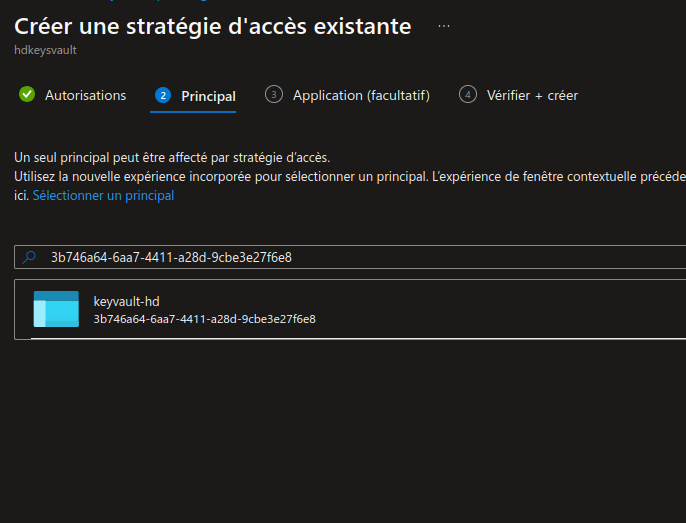 Créer une stratégie d'accès existante ...
hdkeysvault
Autorisations 2 Principal 3 Application (facultatif) 4 Vérifier + créer
Un seul principal peut être affecté par stratégie d'accès.
Utilisez la nouvelle expérience incorporée pour sélectionner un principal. L'expérience de fenêtre contextuelle précéde
ici. Sélectionner un principal
3b746a64-6aa7-4411-a28d-9cbe3e27f6e8
keyvault-hd
3b746a64-6aa7-4411-a28d-9cbe3e27f6e8